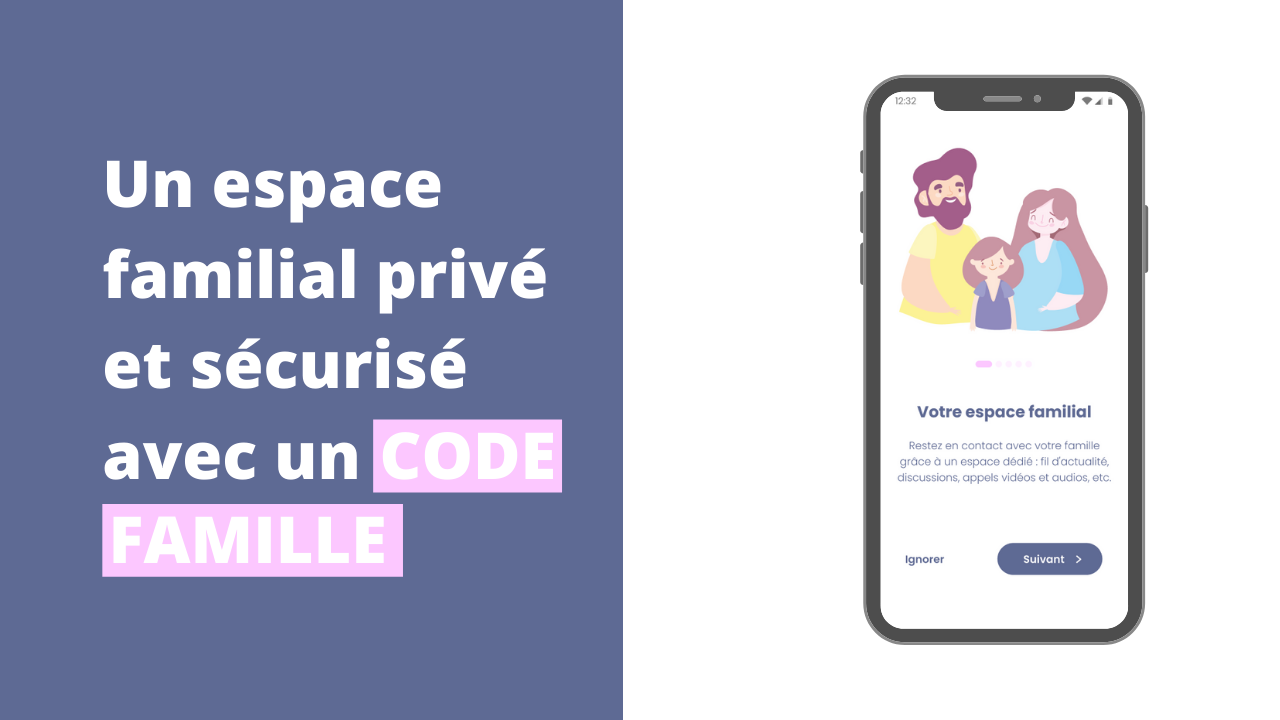 Un espace
familial privé
et sécurisé
avec un CODE
FAMILLE
12:32
Votre espace familial
Restez en contact avec votre famille
grâce à un espace dédié : fil d'actualité,
discussions, appels vidéos et audios, etc.
Ignorer
Suivant >